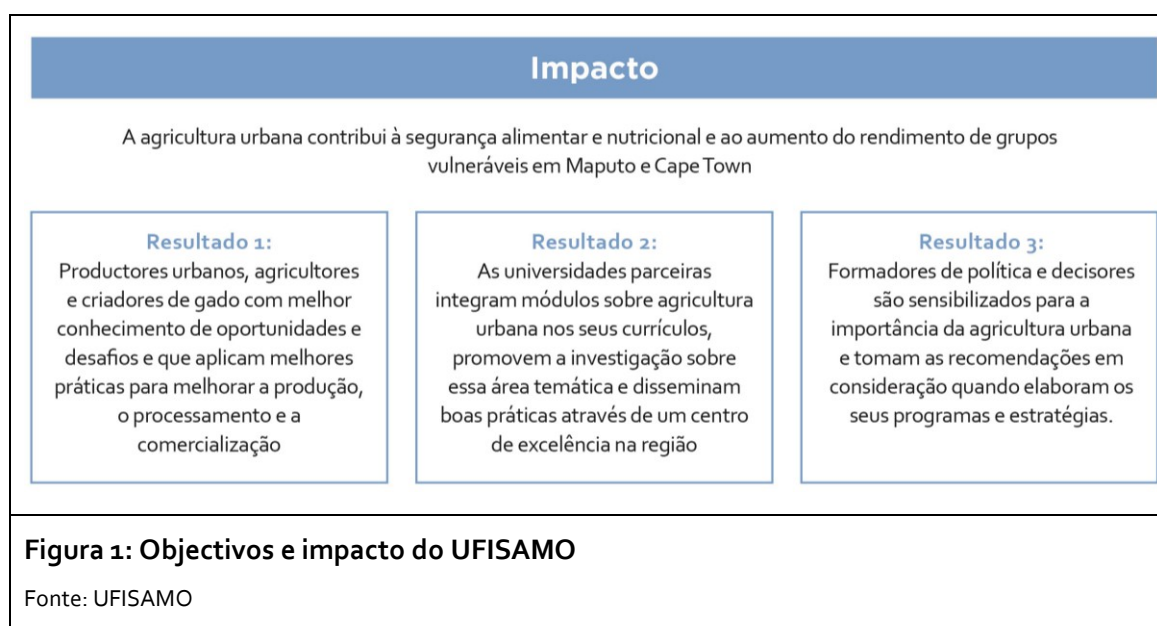 Impacto
A agricultura urbana contribui à segurança alimentar e nutricional e ao aumento do rendimento de grupos
vulneráveis em Maputo e Cape Town
Resultado 1:
Productores urbanos, agricultores
e criadores de gado com melhor
conhecimento de oportunidades e
desafios e que aplicam melhores
práticas para melhorar a produção,
o processamento e a
comercialização
Resultado 2:
As universidades parceiras
integram módulos sobre agricultura
urbana nos seus currículos,
promovem a investigação sobre
essa área temática e disseminam
boas práticas através de um centro
de excelência na região
Resultado 3:
Formadores de política e decisores
são sensibilizados para a
importância da agricultura urbana
e tomam as recomendações em
consideração quando elaboram os
seus programas e estratégias.
Figura 1: Objectivos e impacto do UFISAMO
Fonte: UFISAMO